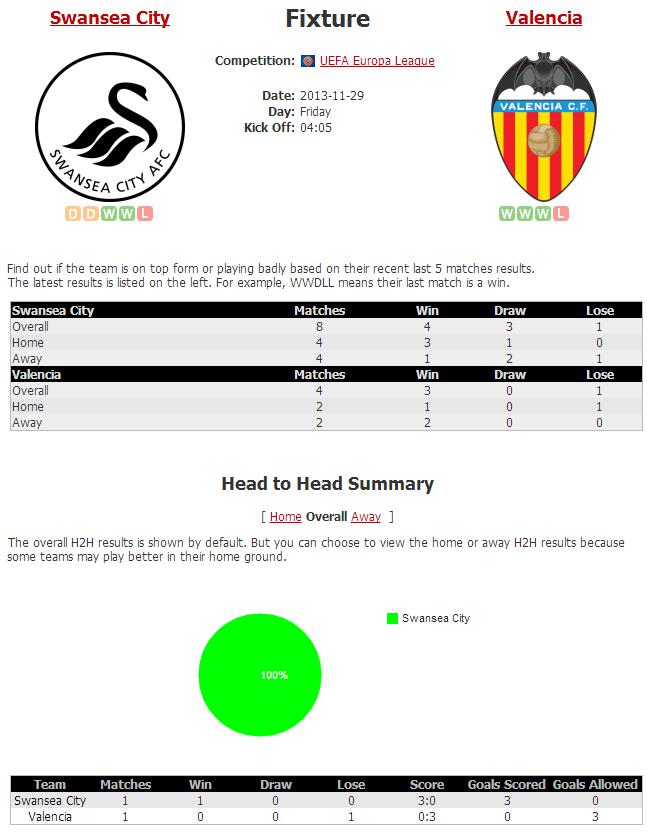 Swansea City Fixture Valencia
Competition: UEFA Europa League
Date: 2013-11-29
Day: Friday
Kick Off: 04:05
SWANSEA CITY AFC
VALENCIA C.F.
D D W W L
W W W L
Find out if the team is on top form or playing badly based on their recent last 5 matches results.
The latest results is listed on the left. For example, WWDLL means their last match is a win.
Swansea City Matches Win Draw Lose
Overall 8 4 3 1
Home 4 3 1 0
Away 4 1 2 1
Valencia Matches Win Draw Lose
Overall 4 3 0 1
Home 2 1 0 1
Away 2 2 0 0
Head to Head Summary
[ Home Overall Away ]
The overall H2H results is shown by default. But you can choose to view the home or away H2H results because
some teams may play better in their home ground.
Swansea City
100%
Team Matches Win Draw Lose Score Goals Scored Goals Allowed
Swansea City 1 1 0 0 3:0 3 0
Valencia 1 0 0 1 0:3 0 3